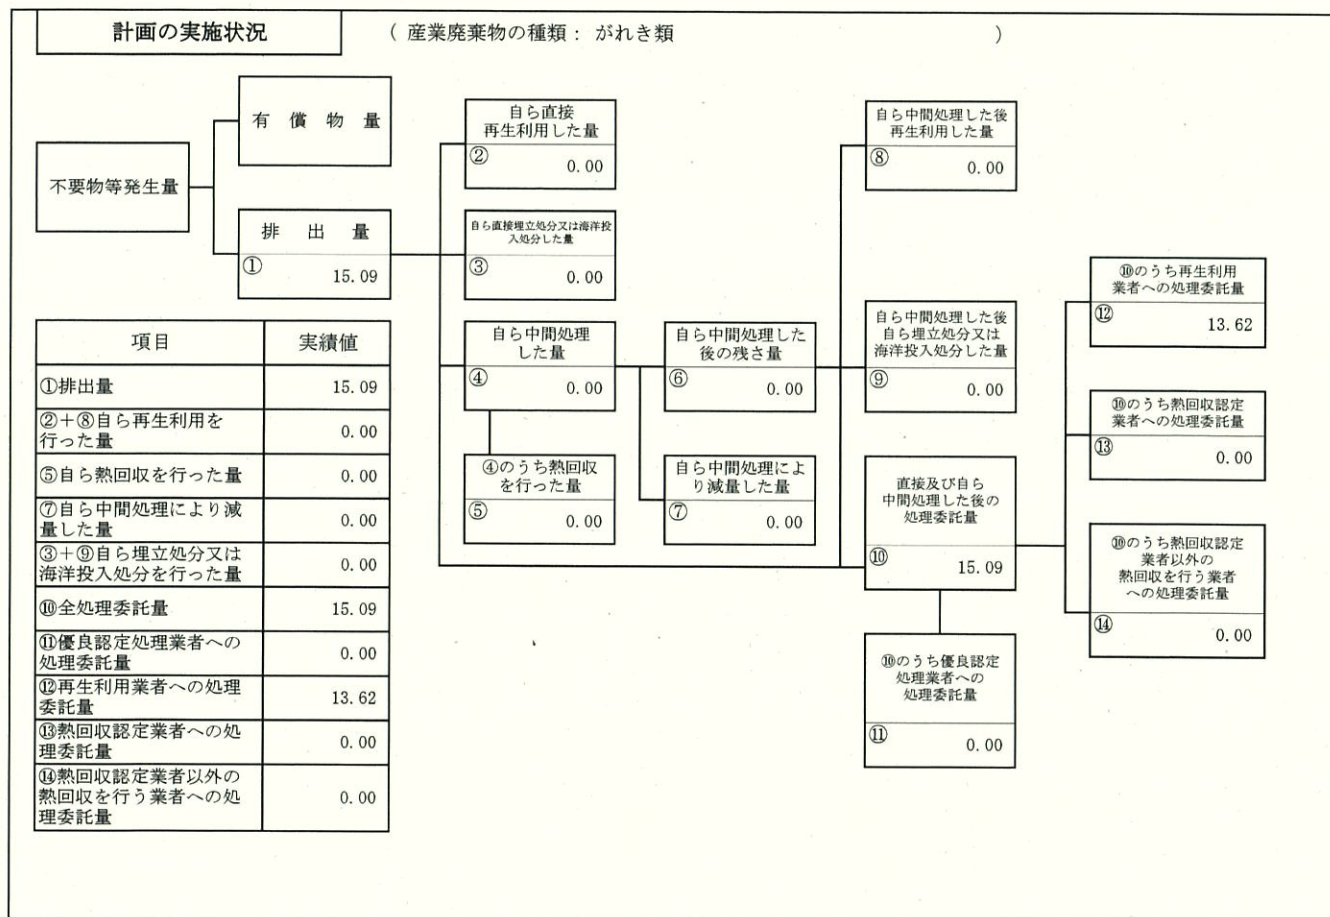 計画の実施状況
（ 産業廃棄物の種類： がれき類 ）
有償物量
不要物等発生量
排出量
① 15.09
自ら直接
再生利用した量
② 0.00
自ら直接埋立処分又は海洋投
入処分した量
③ 0.00
自ら中間処理
した量
④ 0.00
④のうち熱回収
を行った量
⑤ 0.00
自ら中間処理した
後の残さ量
⑥ 0.00
自ら中間処理によ
り減量した量
⑦ 0.00
自ら中間処理した後
再生利用した量
⑧ 0.00
自ら中間処理した後
自ら埋立処分又は
海洋投入処分した量
⑨ 0.00
直接及び自ら
中間処理した後の
処理委託量
⑩ 15.09
⑩のうち優良認定
処理業者への
処理委託量
⑪ 0.00
⑩のうち再生利用
業者への処理委託量
⑫ 13.62
⑩のうち熱回収認定
業者への処理委託量
⑬ 0.00
⑩のうち熱回収認定
業者以外の
熱回収を行う業者
への処理委託量
⑭ 0.00
項目 実績値
①排出量 15.09
②＋⑧自ら再生利用を
行った量 0.00
⑤自ら熱回収を行った量 0.00
⑦自ら中間処理により減
量した量 0.00
③＋⑨自ら埋立処分又は
海洋投入処分を行った量 0.00
⑩全処理委託量 15.09
⑪優良認定処理業者への
処理委託量 0.00
⑫再生利用業者への処理
委託量 13.62
⑬熱回収認定業者への処
理委託量 0.00
⑭熱回収認定業者以外の
熱回収を行う業者への処
理委託量 0.00